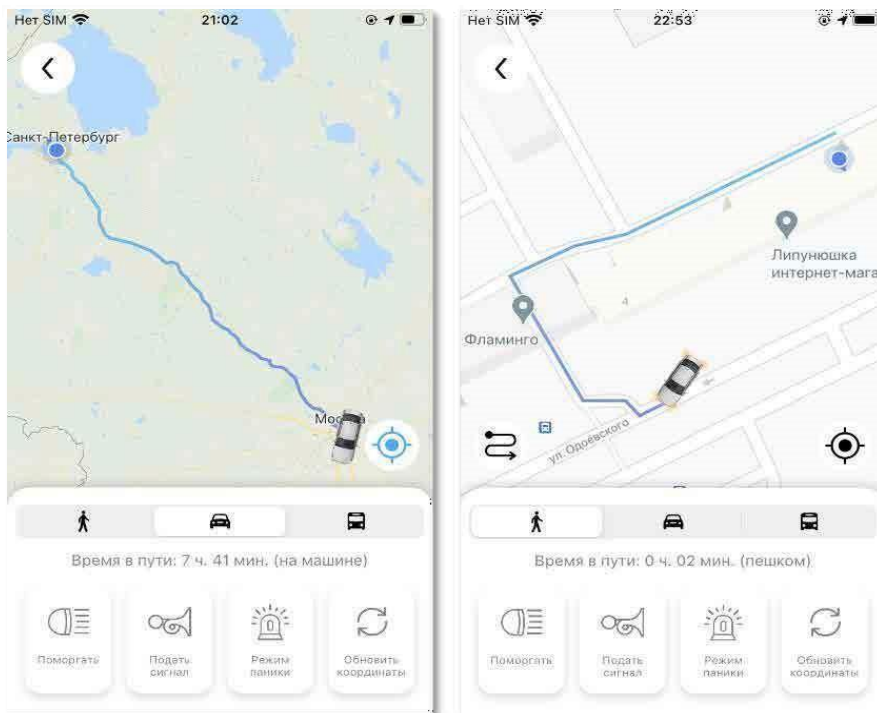 Нет SIM
21:02
Санкт-Петербург
Москва
Время в пути: 7 ч. 41 мин. (на машине)
Поморгать
Подать
сигнал
Режим
паники
Обновить
координаты
Нет SIM
22:53
Липунюшка
интернет-мага
4
Фламинго
ул. Одоевского
Время в пути: 0 ч. 02 мин. (пешком)
Поморгать
Подать
сигнал
Режим
паники
Обновить
координаты